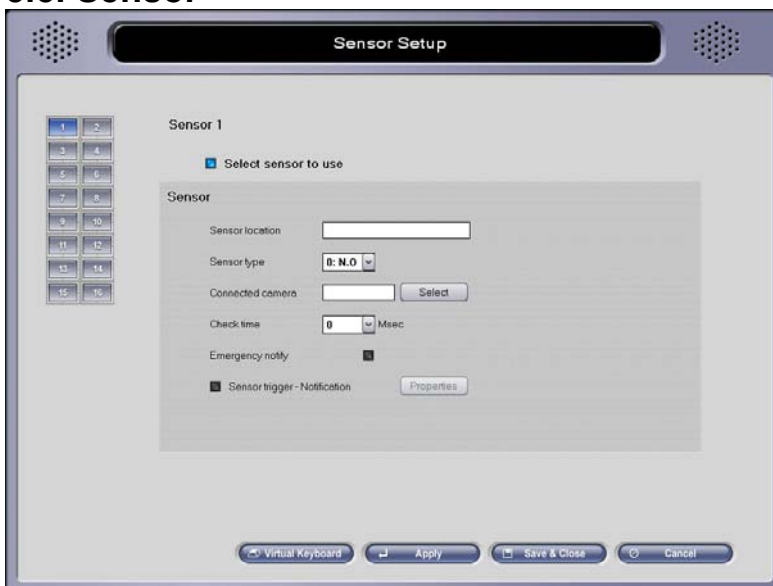 Sensor Setup
1 2
3 4
5 6
7 8
9 10
11 12
13 14
15 16
Sensor 1
Select sensor to use
Sensor
Sensor location
Sensor type 0: N.O
Connected camera Select
Check time 0 Msec
Emergency notify
Sensor trigger - Notification Properties
Virtual Keyboard Apply Save & Close Cancel